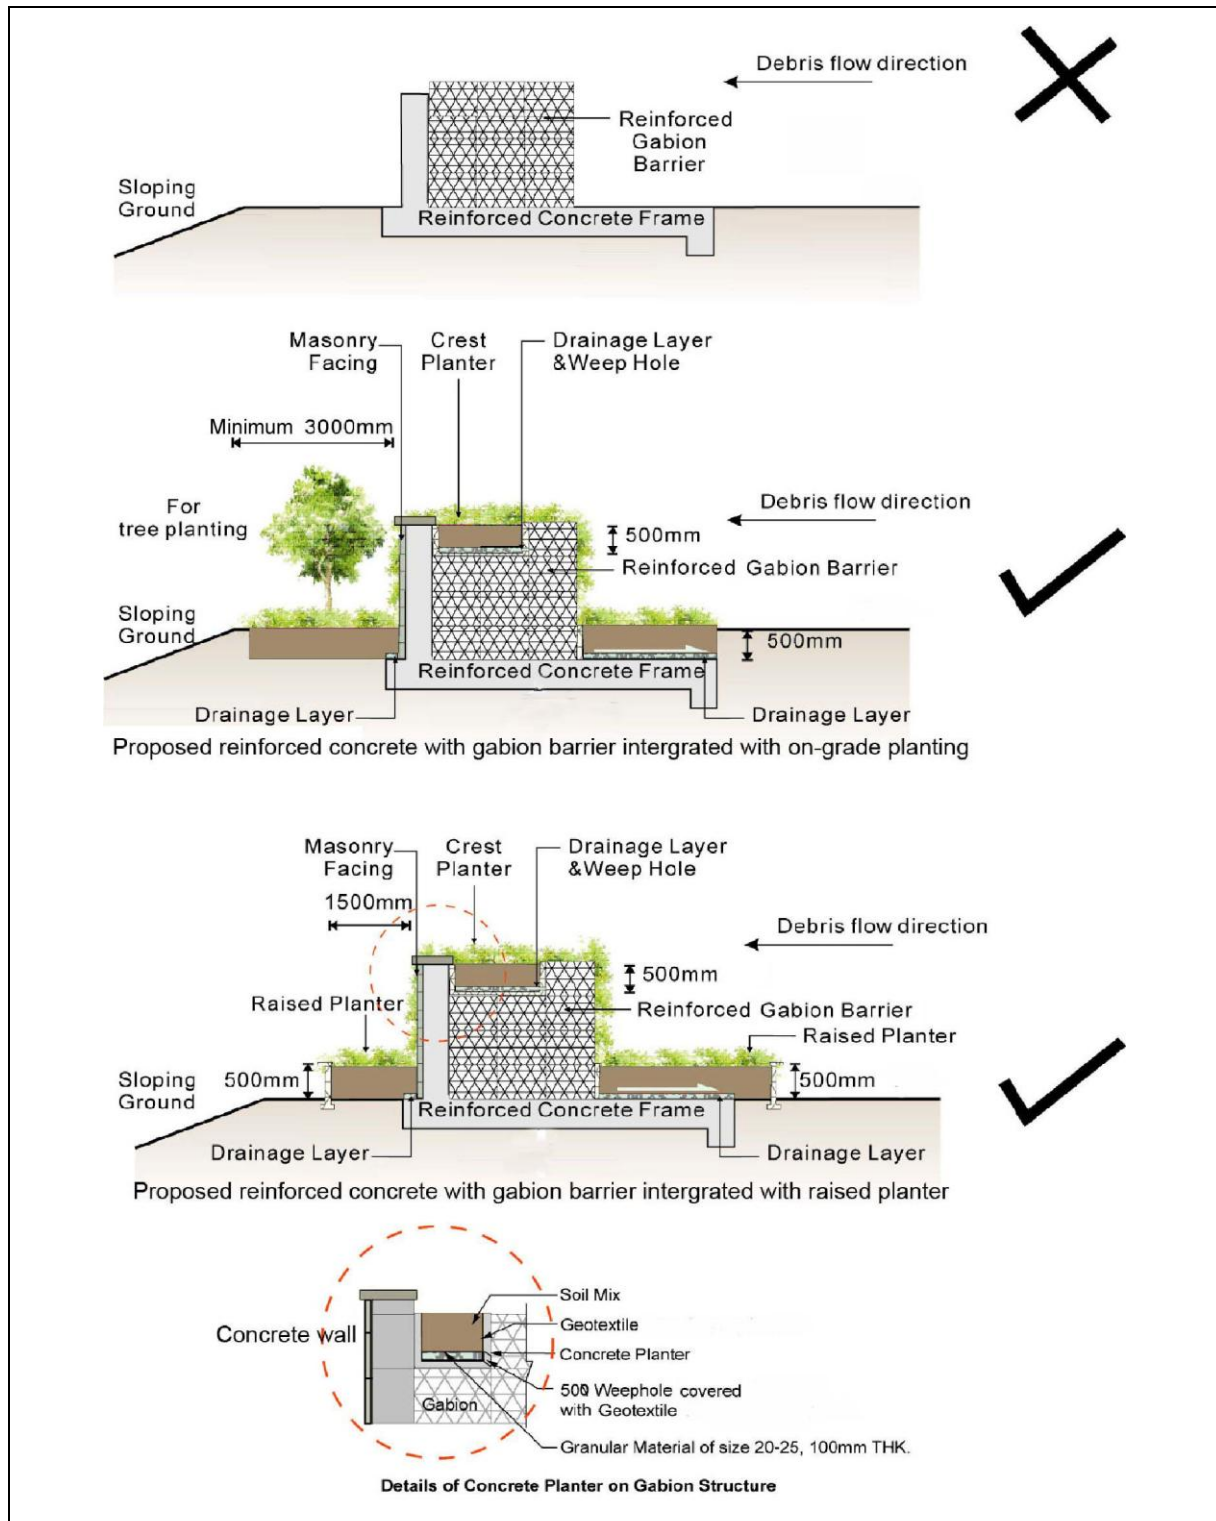 Debris flow direction
Reinforced
Gabion
Barrier
Sloping
Ground
Reinforced Concrete Frame
Masonry
Facing
Crest
Planter
Drainage Layer
&Weep Hole
Minimum 3000mm
For
tree planting
Debris flow direction
500mm
Reinforced Gabion Barrier
Sloping
Ground
500mm
Reinforced Concrete Frame
Drainage Layer
Drainage Layer
Proposed reinforced concrete with gabion barrier intergrated with on-grade planting
Masonry
Facing
Crest
Planter
Drainage Layer
&Weep Hole
1500mm
Debris flow direction
500mm
Raised Planter
Reinforced Gabion Barrier
Raised Planter
Sloping
Ground
500mm
500mm
Reinforced Concrete Frame
Drainage Layer
Drainage Layer
Proposed reinforced concrete with gabion barrier intergrated with raised planter
Soil Mix
Geotextile
Concrete wall
Concrete Planter
500 Weephole covered
with Geotextile
Gabion
Granular Material of size 20-25, 100mm THK.
Details of Concrete Planter on Gabion Structure